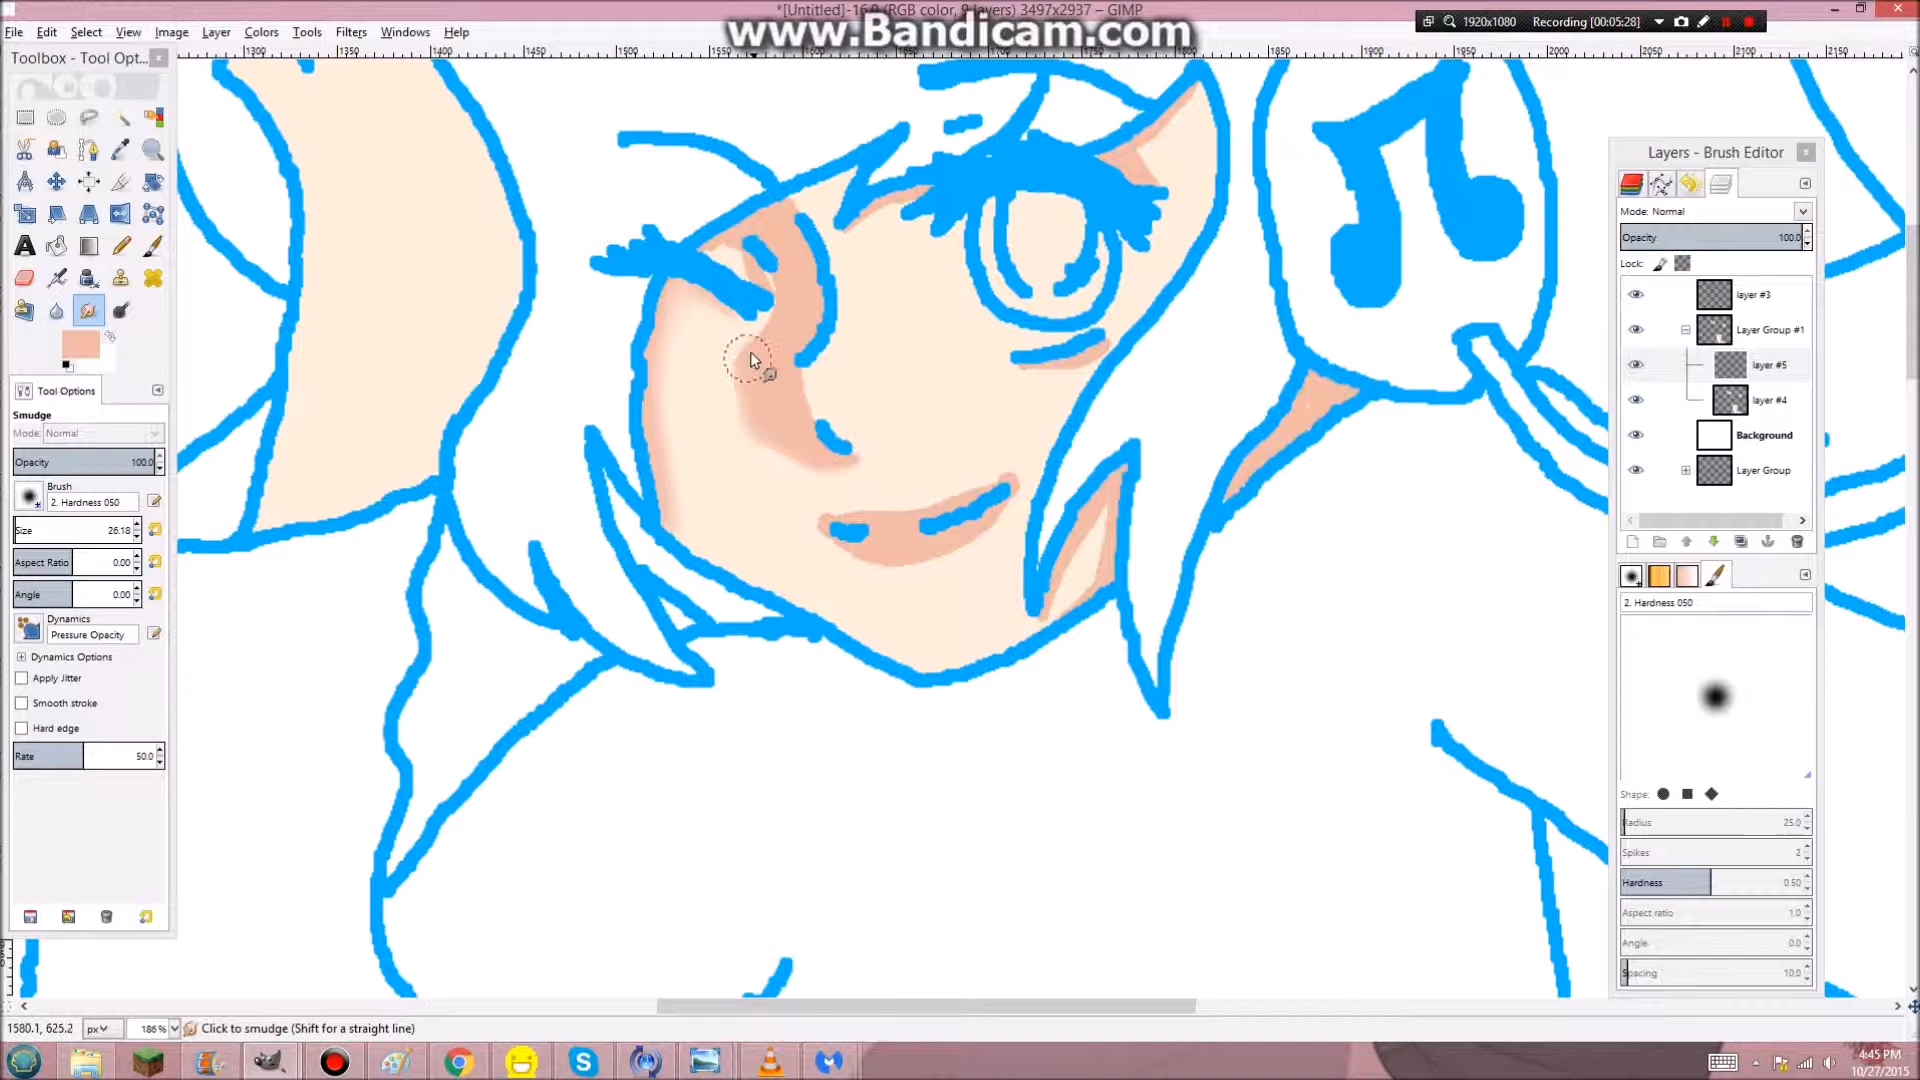 *[Untitled]-16.0 (RGB color, 9 layers) 3497x2937 – GIMP
www.Bandicam.com
1920x1080
Recording [00:05:28]
File Edit Select View Image Layer Colors Tools Filters Windows Help
1300 1350 1400 1450 1500 1550 1600 1650 1700 1750 1800 1850 1900 1950 2000 2050 2100 2150
Toolbox - Tool Opt...
Tool Options
Smudge
Mode: Normal
Opacity 100.0
Brush
2. Hardness 050
Size 26.18
Aspect Ratio 0.00
Angle 0.00
Dynamics
Pressure Opacity
Dynamics Options
Apply Jitter
Smooth stroke
Hard edge
Rate 50.0
Layers - Brush Editor
Mode: Normal
Opacity 100.0
Lock:
layer #3
Layer Group #1
layer #5
layer #4
Background
Layer Group
2. Hardness 050
Shape:
Radius 25.0
Spikes 2
Hardness 0.50
Aspect ratio 1.0
Angle 0.0
Spacing 10.0
1580.1, 625.2 px 186% Click to smudge (Shift for a straight line)
4:45 PM
10/27/2015